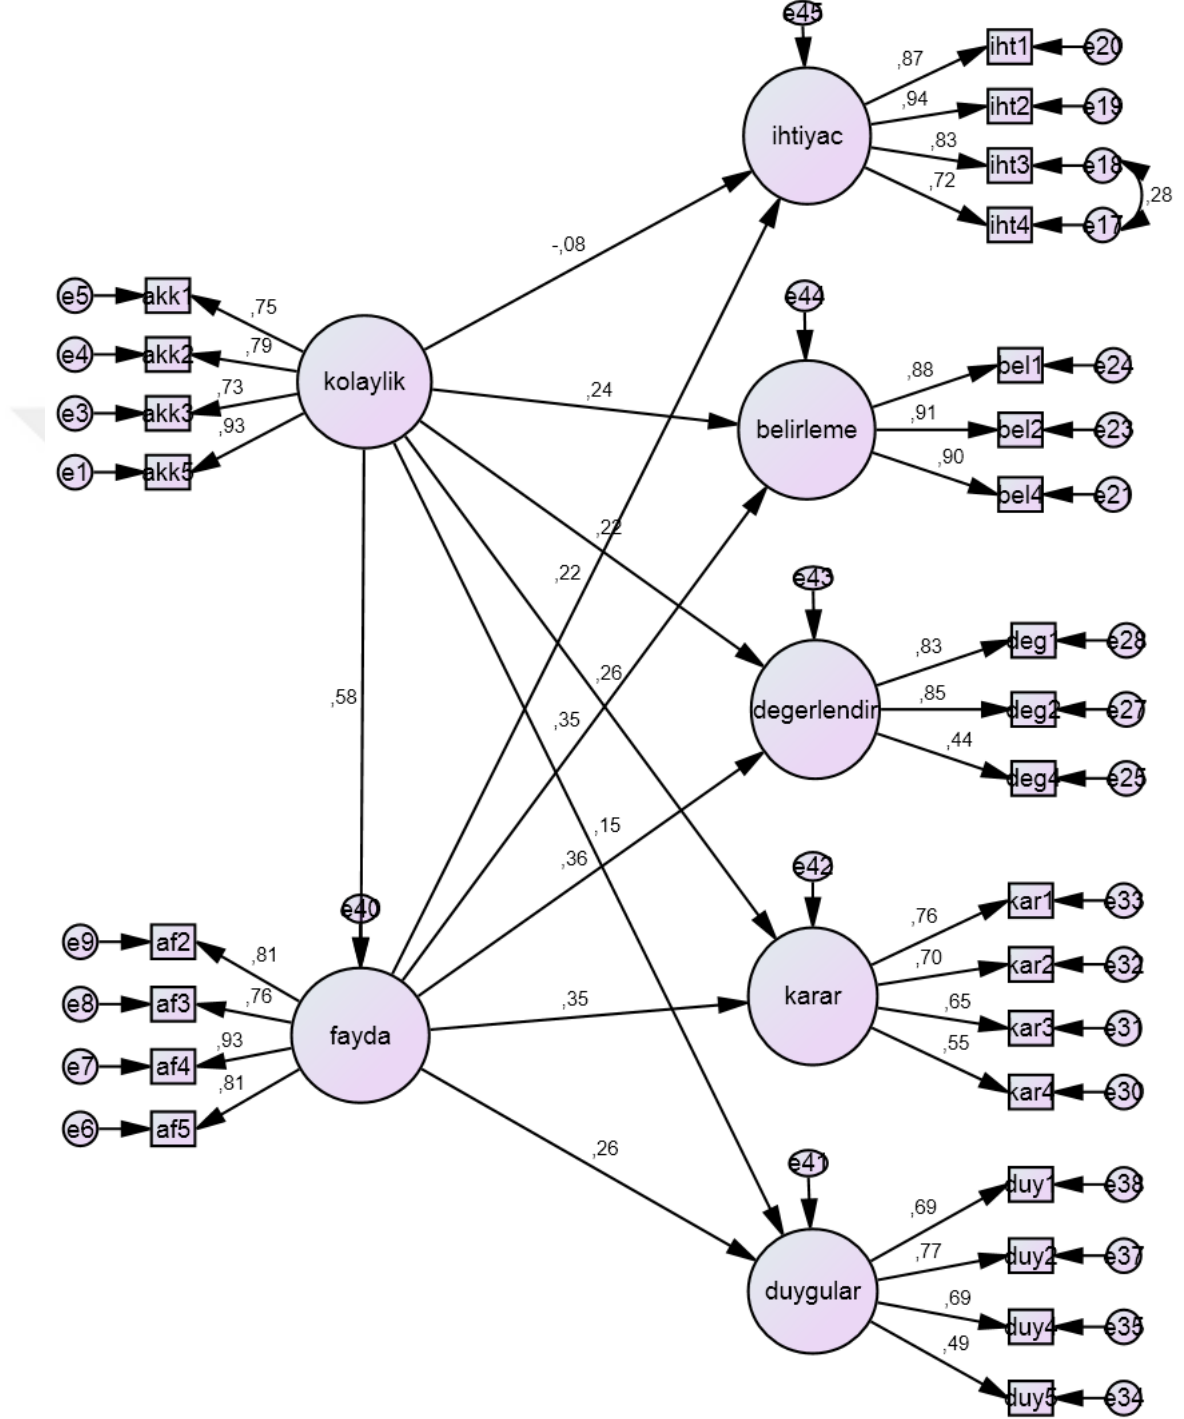 e45
iht1
e20
,87
,94
iht2
e19
ihtiyac
,83
iht3
e18
,72
,28
iht4
e17
-,08
e5
akk1
,75
e44
e4
akk2
,79
kolaylik
bel1
e24
,88
,73
e3
akk3
,24
,91
,93
belirleme
bel2
e23
,90
e1
akk5
bel4
e21
,22
,22
e43
deg1
e28
,83
,26
,58
,85
,35
degerlendir
deg2
e27
,44
deg4
e25
,15
,36
e42
e40
kar1
e33
,76
e9
af2
,81
,70
kar2
e32
,76
,35
karar
e8
af3
,65
kar3
e31
,93
fayda
,55
e7
af4
,81
kar4
e30
e6
af5
,26
e41
duy1
e38
,69
,77
duy2
e37
duygular
,69
duy4
e35
,49
duy5
e34